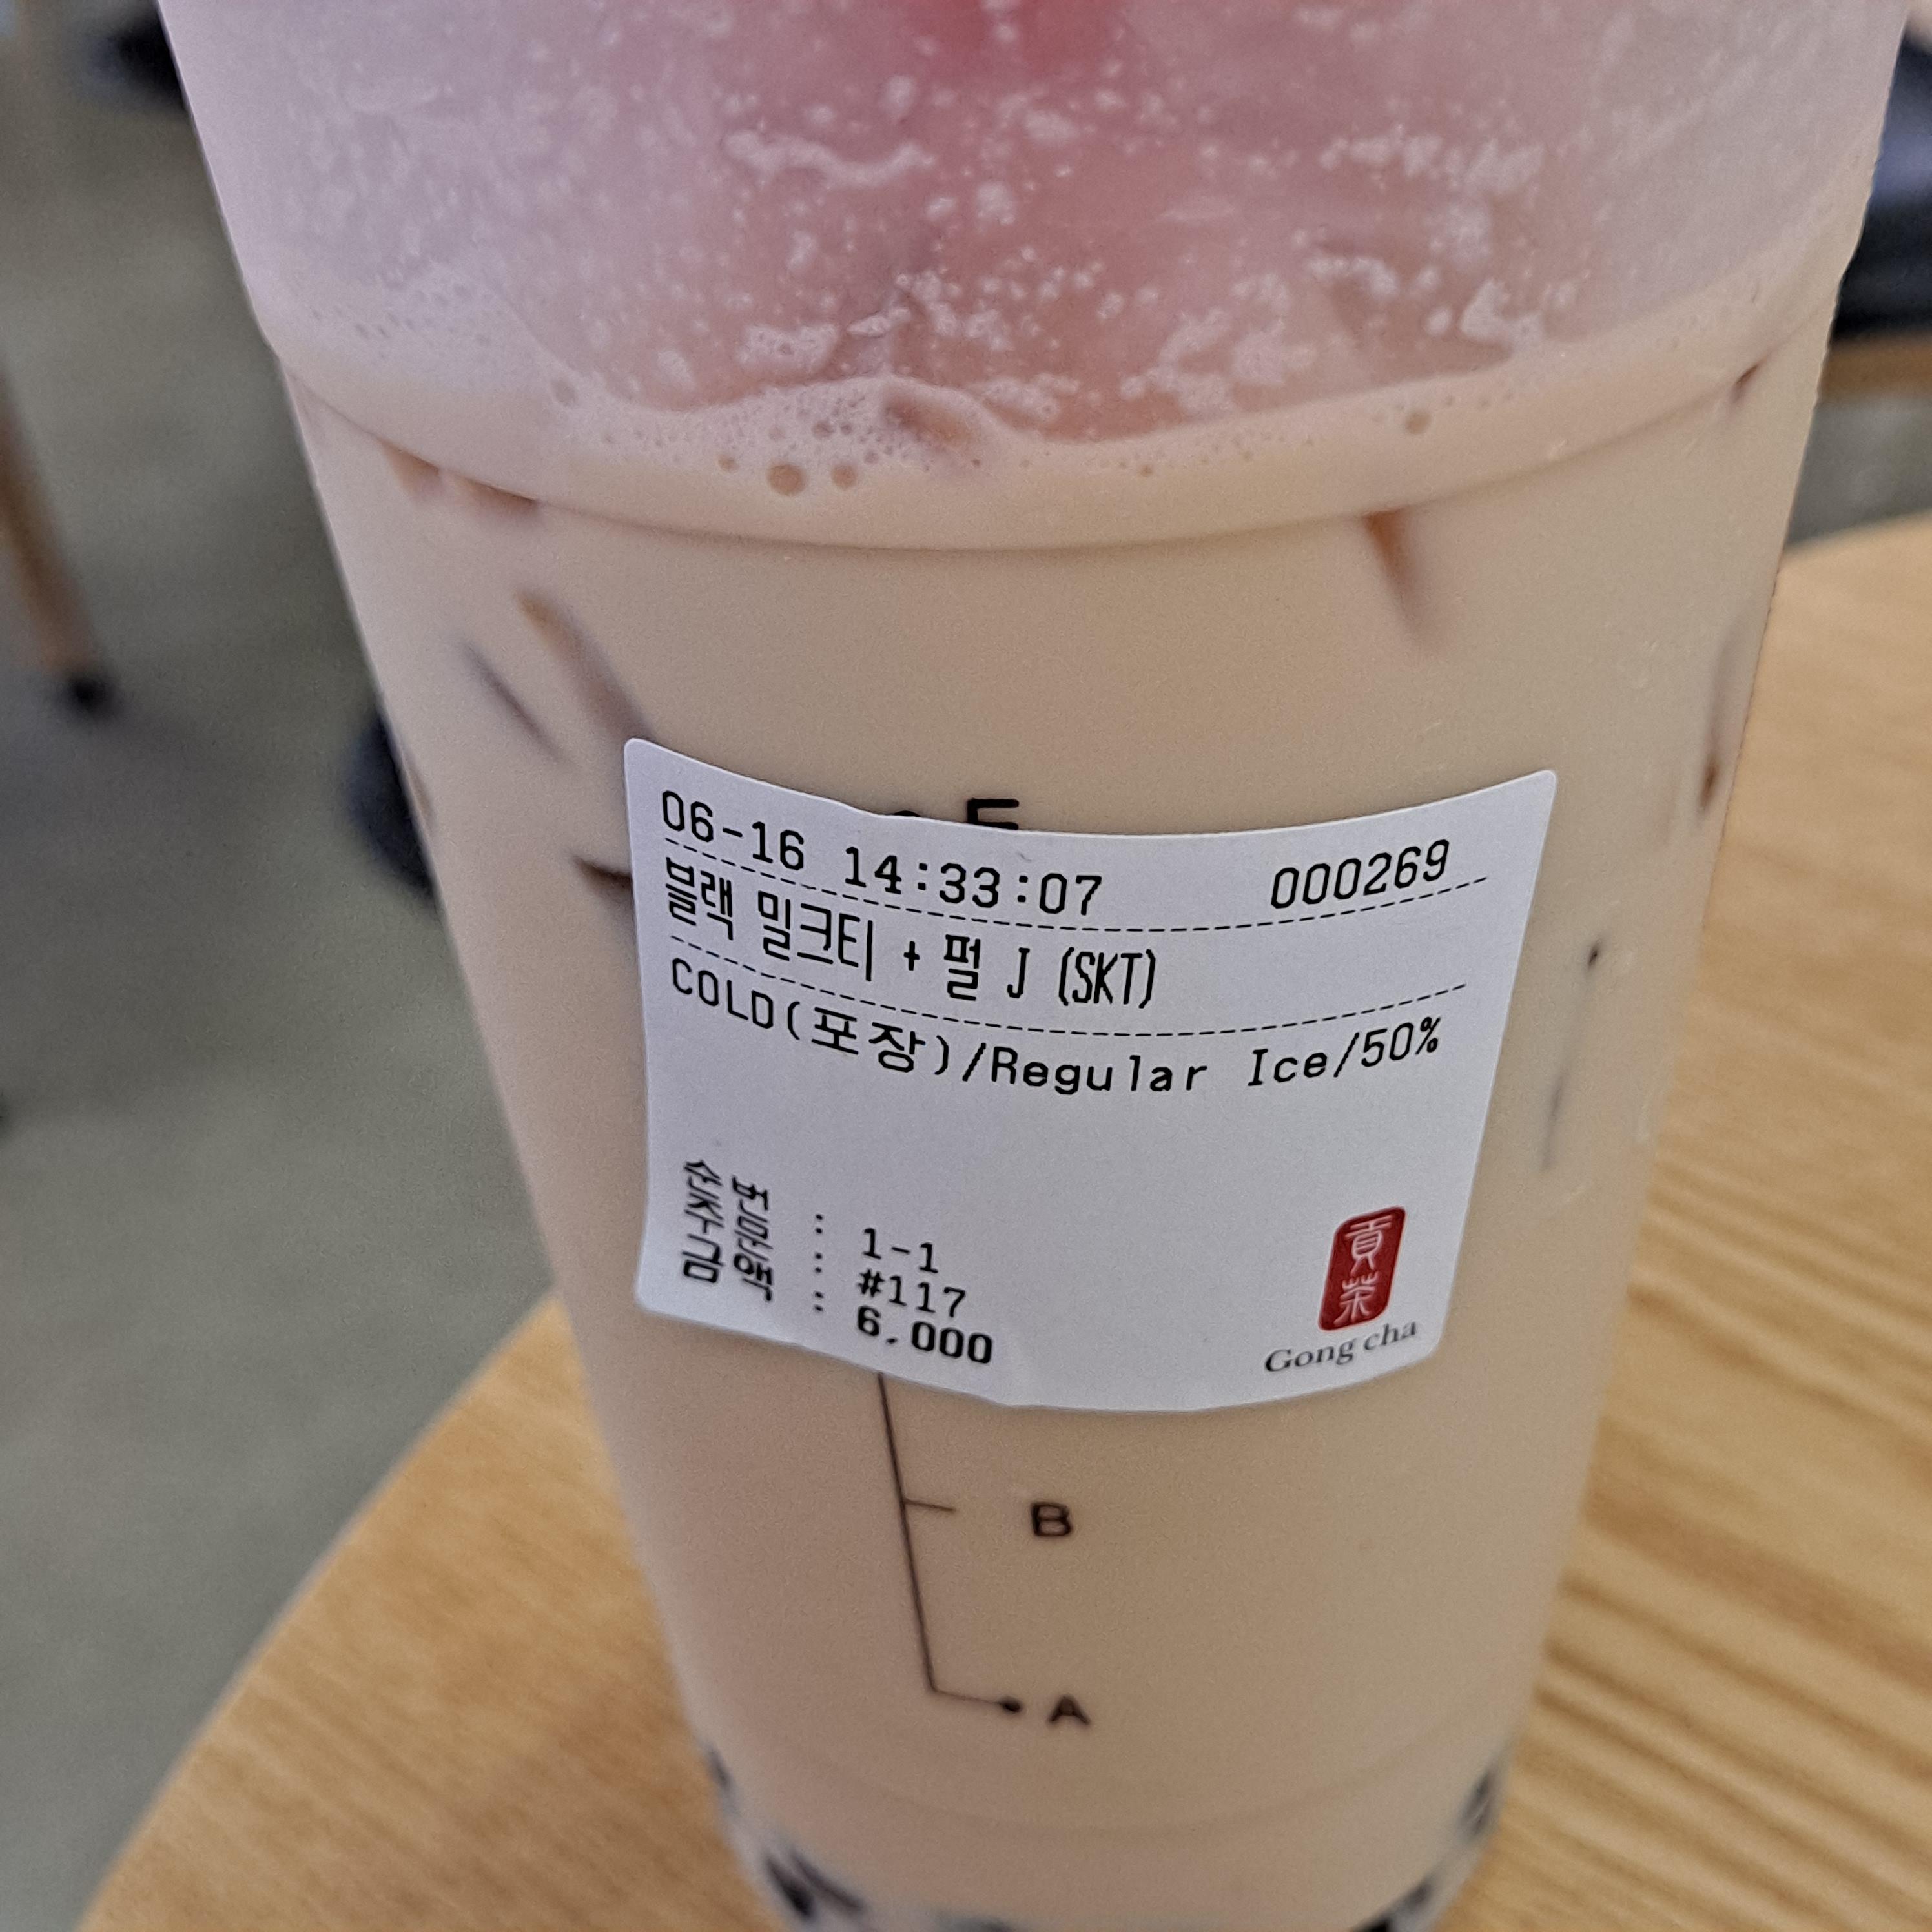 E
06-16 14:33:07 000269
블랙 밀크티 + 펄 J (SKT)
COLD(포장)/Regular Ice/50%
순번 : 1-1
주문 : #117
금액 : 6,000
貢茶
Gong cha
B
A